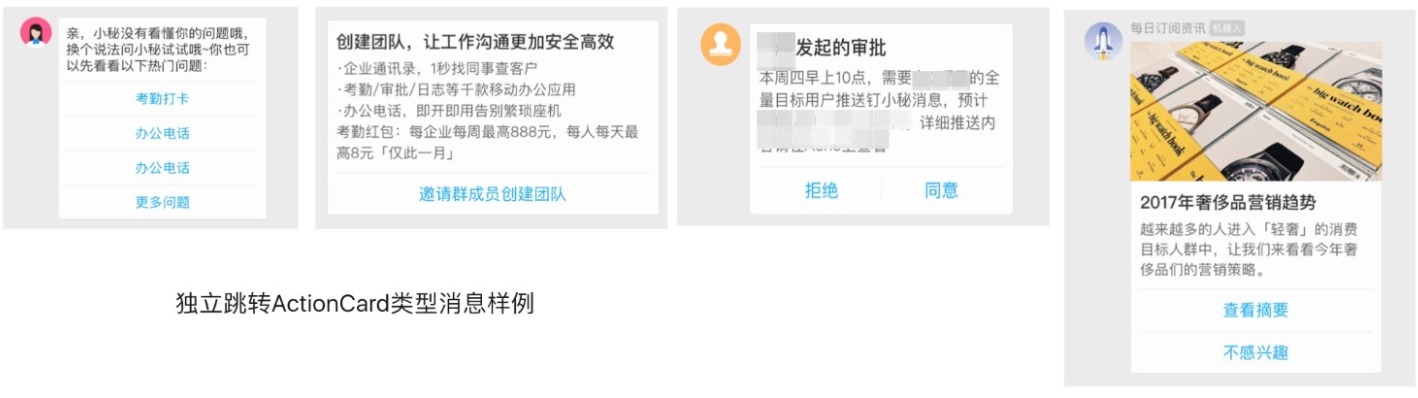 亲，小秘没有看懂你的问题哦，
换个说法问小秘试试哦~你也可
以先看看以下热门问题：
考勤打卡
办公电话
办公电话
更多问题
创建团队，让工作沟通更加安全高效
·企业通讯录，1秒找同事查客户
·考勤/审批/日志等千款移动办公应用
·办公电话，即开即用告别繁琐座机
考勤红包：每企业每周最高888元，每人每天最
高8元「仅此一月」
邀请群成员创建团队
发起的审批
本周四早上10点，需要的全
量目标用户推送钉小秘消息，预计
详细推送内
拒绝
同意
每日订阅资讯 机器人
big watch book
big watch book
big watch book
2017年奢侈品营销趋势
越来越多的人进入「轻奢」的消费
目标人群中，让我们来看看今年奢
侈品们的营销策略。
查看摘要
不感兴趣
独立跳转ActionCard类型消息样例